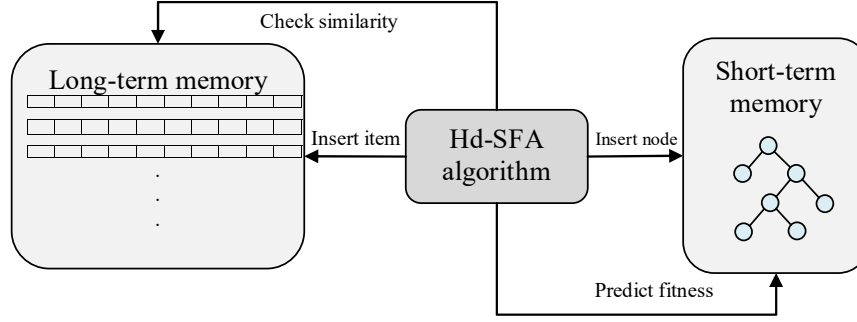 Check similarity
Long-term memory
Insert item
Hd-SFA
algorithm
Insert node
Short-term
memory
Predict fitness